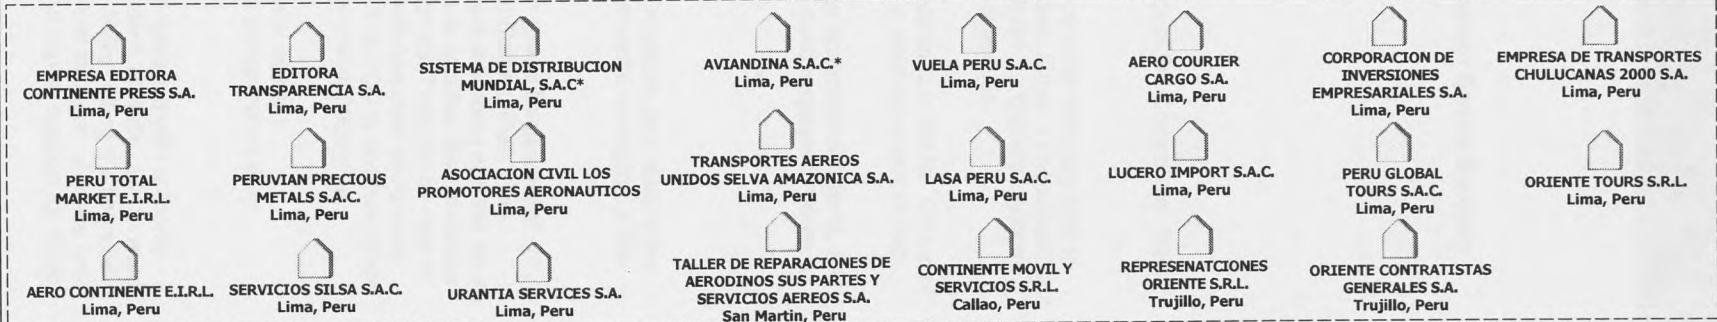 EMPRESA EDITORA
CONTINENTE PRESS S.A.
Lima, Peru
EDITORA
TRANSPARENCIA S.A.
Lima, Peru
SISTEMA DE DISTRIBUCION
MUNDIAL, S.A.C*
Lima, Peru
AVIANDINA S.A.C.*
Lima, Peru
VUELA PERU S.A.C.
Lima, Peru
AERO COURIER
CARGO S.A.
Lima, Peru
CORPORACION DE
INVERSIONES
EMPRESARIALES S.A.
Lima, Peru
EMPRESA DE TRANSPORTES
CHULUCANAS 2000 S.A.
Lima, Peru
PERU TOTAL
MARKET E.I.R.L.
Lima, Peru
PERUVIAN PRECIOUS
METALS S.A.C.
Lima, Peru
ASOCIACION CIVIL LOS
PROMOTORES AERONAUTICOS
Lima, Peru
TRANSPORTES AEREOS
UNIDOS SELVA AMAZONICA S.A.
Lima, Peru
LASA PERU S.A.C.
Lima, Peru
LUCERO IMPORT S.A.C.
Lima, Peru
PERU GLOBAL
TOURS S.A.C.
Lima, Peru
ORIENTE TOURS S.R.L.
Lima, Peru
AERO CONTINENTE E.I.R.L.
Lima, Peru
SERVICIOS SILSA S.A.C.
Lima, Peru
URANTIA SERVICES S.A.
Lima, Peru
TALLER DE REPARACIONES DE
AERODINOS SUS PARTES Y
SERVICIOS AEREOS S.A.
San Martin, Peru
CONTINENTE MOVIL Y
SERVICIOS S.R.L.
Callao, Peru
REPRESENATCIONES
ORIENTE S.R.L.
Trujillo, Peru
ORIENTE CONTRATISTAS
GENERALES S.A.
Trujillo, Peru